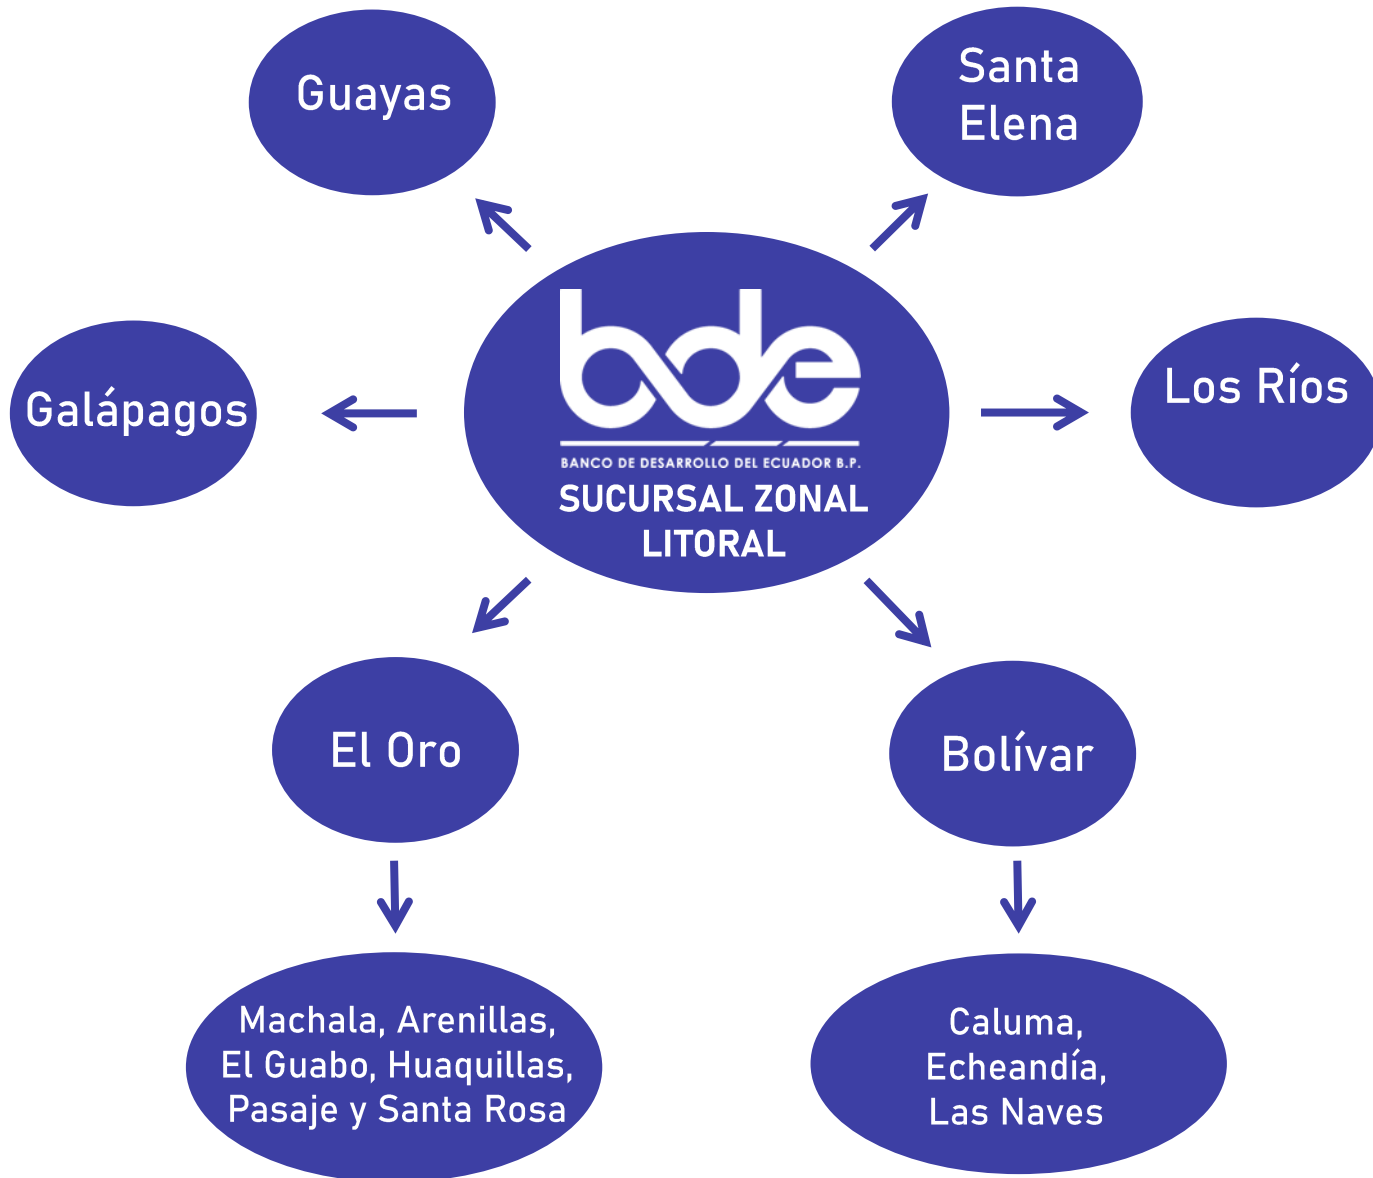 Guayas
Santa
Elena
Galápagos
bde
BANCO DE DESARROLLO DEL ECUADOR B.P.
SUCURSAL ZONAL
LITORAL
Los Ríos
El Oro
Bolívar
Machala, Arenillas,
El Guabo, Huaquillas,
Pasaje y Santa Rosa
Caluma,
Echeandía,
Las Naves